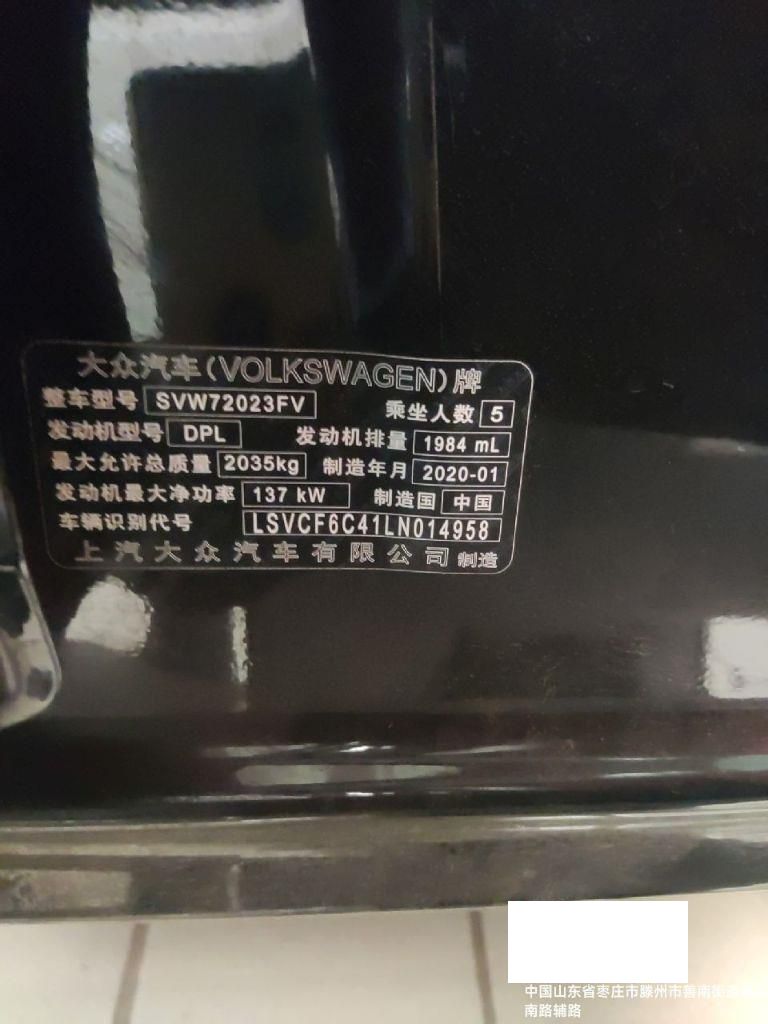 大众汽车(VOLKSWAGEN)牌
整车型号 SVW72023FV 乘坐人数 5
发动机型号 DPL 发动机排量 1984 mL
最大允许总质量 2035kg 制造年月 2020-01
发动机最大净功率 137 kW 制造国 中国
车辆识别代号 LSVCF6C41LN014958
上汽大众汽车有限公司 制造
中国山东省枣庄市滕州市善南街道
南路辅路